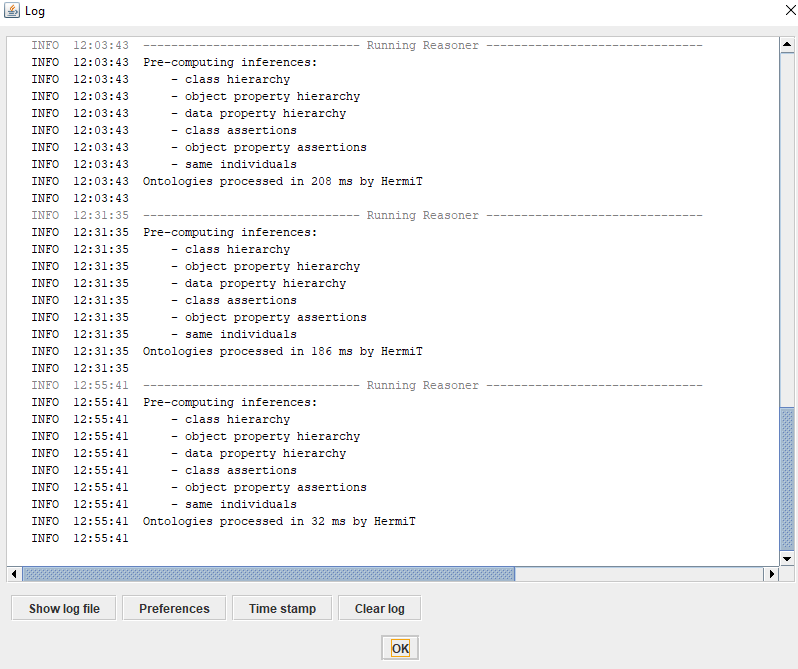 Log
INFO 12:03:43 ------------------------------- Running Reasoner -------------------------------
INFO 12:03:43 Pre-computing inferences:
INFO 12:03:43 - class hierarchy
INFO 12:03:43 - object property hierarchy
INFO 12:03:43 - data property hierarchy
INFO 12:03:43 - class assertions
INFO 12:03:43 - object property assertions
INFO 12:03:43 - same individuals
INFO 12:03:43 Ontologies processed in 208 ms by HermiT
INFO 12:03:43
INFO 12:31:35 ------------------------------- Running Reasoner -------------------------------
INFO 12:31:35 Pre-computing inferences:
INFO 12:31:35 - class hierarchy
INFO 12:31:35 - object property hierarchy
INFO 12:31:35 - data property hierarchy
INFO 12:31:35 - class assertions
INFO 12:31:35 - object property assertions
INFO 12:31:35 - same individuals
INFO 12:31:35 Ontologies processed in 186 ms by HermiT
INFO 12:31:35
INFO 12:55:41 ------------------------------- Running Reasoner -------------------------------
INFO 12:55:41 Pre-computing inferences:
INFO 12:55:41 - class hierarchy
INFO 12:55:41 - object property hierarchy
INFO 12:55:41 - data property hierarchy
INFO 12:55:41 - class assertions
INFO 12:55:41 - object property assertions
INFO 12:55:41 - same individuals
INFO 12:55:41 Ontologies processed in 32 ms by HermiT
INFO 12:55:41
Show log file Preferences Time stamp Clear log
OK